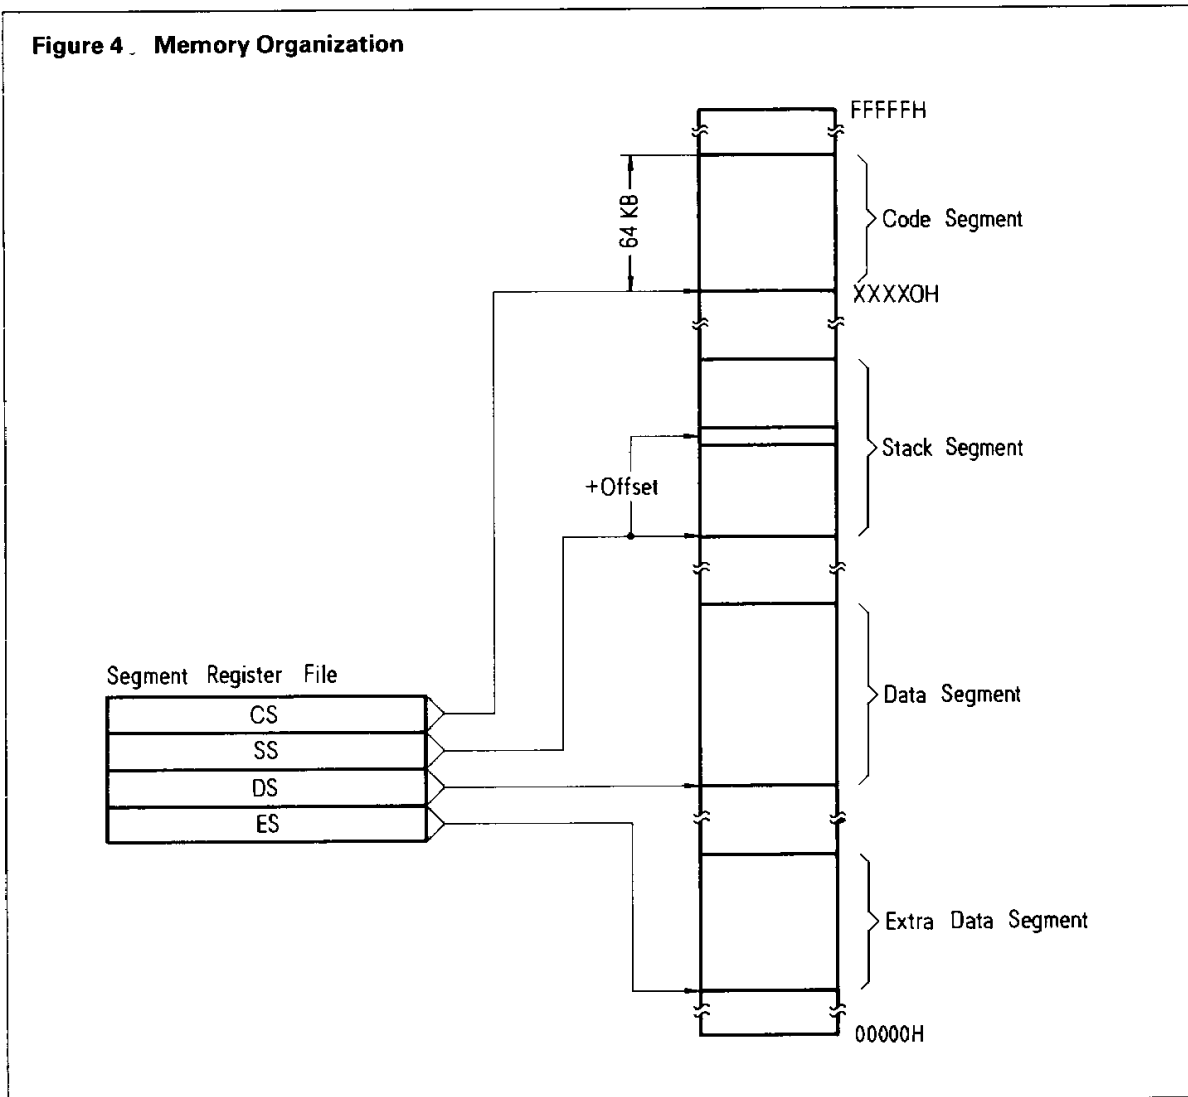 Figure 4 Memory Organization
FFFFFH
64 KB
Code Segment
XXXX0H
Stack Segment
+Offset
Segment Register File
CS
SS
DS
ES
Data Segment
Extra Data Segment
00000H